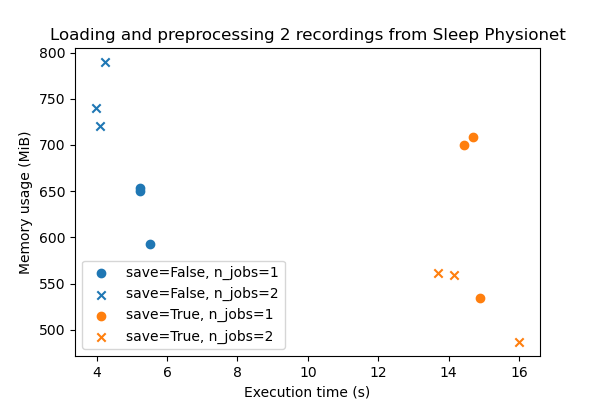 Loading and preprocessing 2 recordings from Sleep Physionet
800
750
700
650
600
550
500
Memory usage (MiB)
save=False, n_jobs=1
save=False, n_jobs=2
save=True, n_jobs=1
save=True, n_jobs=2
4 6 8 10 12 14 16
Execution time (s)